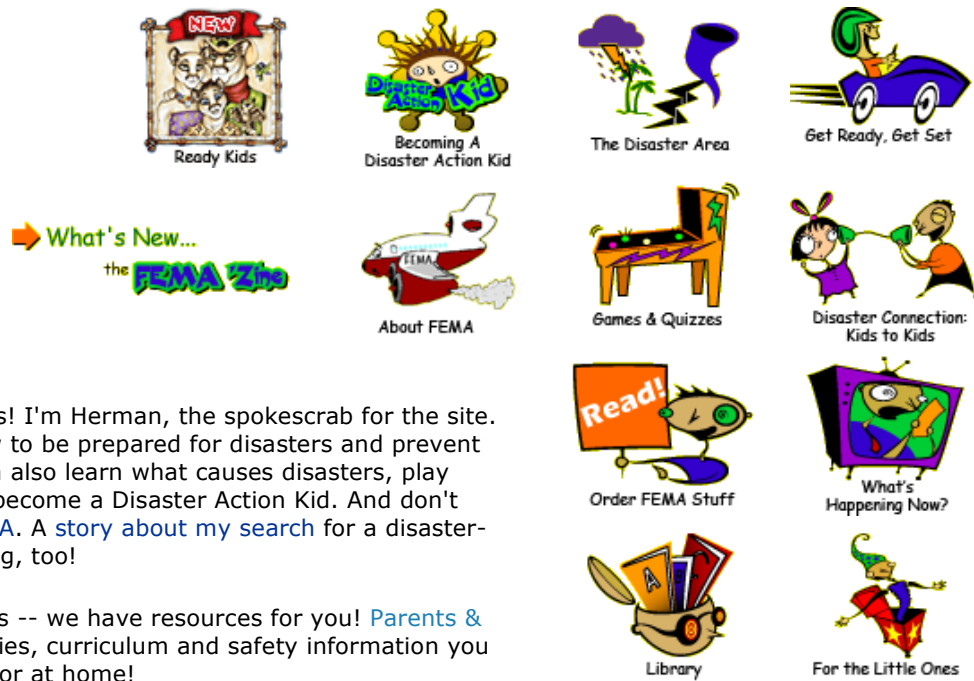 NEW
Ready Kids
Disaster
Action Kid
Becoming A
Disaster Action Kid
The Disaster Area
Get Ready, Get Set
What's New...
the FEMA 'Zine
FEMA
About FEMA
Games & Quizzes
Disaster Connection:
Kids to Kids
s! I'm Herman, the spokescrab for the site.
to be prepared for disasters and prevent
also learn what causes disasters, play
become a Disaster Action Kid. And don't
A. A story about my search for a disaster-
g, too!
s -- we have resources for you! Parents &
ies, curriculum and safety information you
or at home!
Read!
Order FEMA Stuff
What's
Happening Now?
A B
8
Library
For the Little Ones